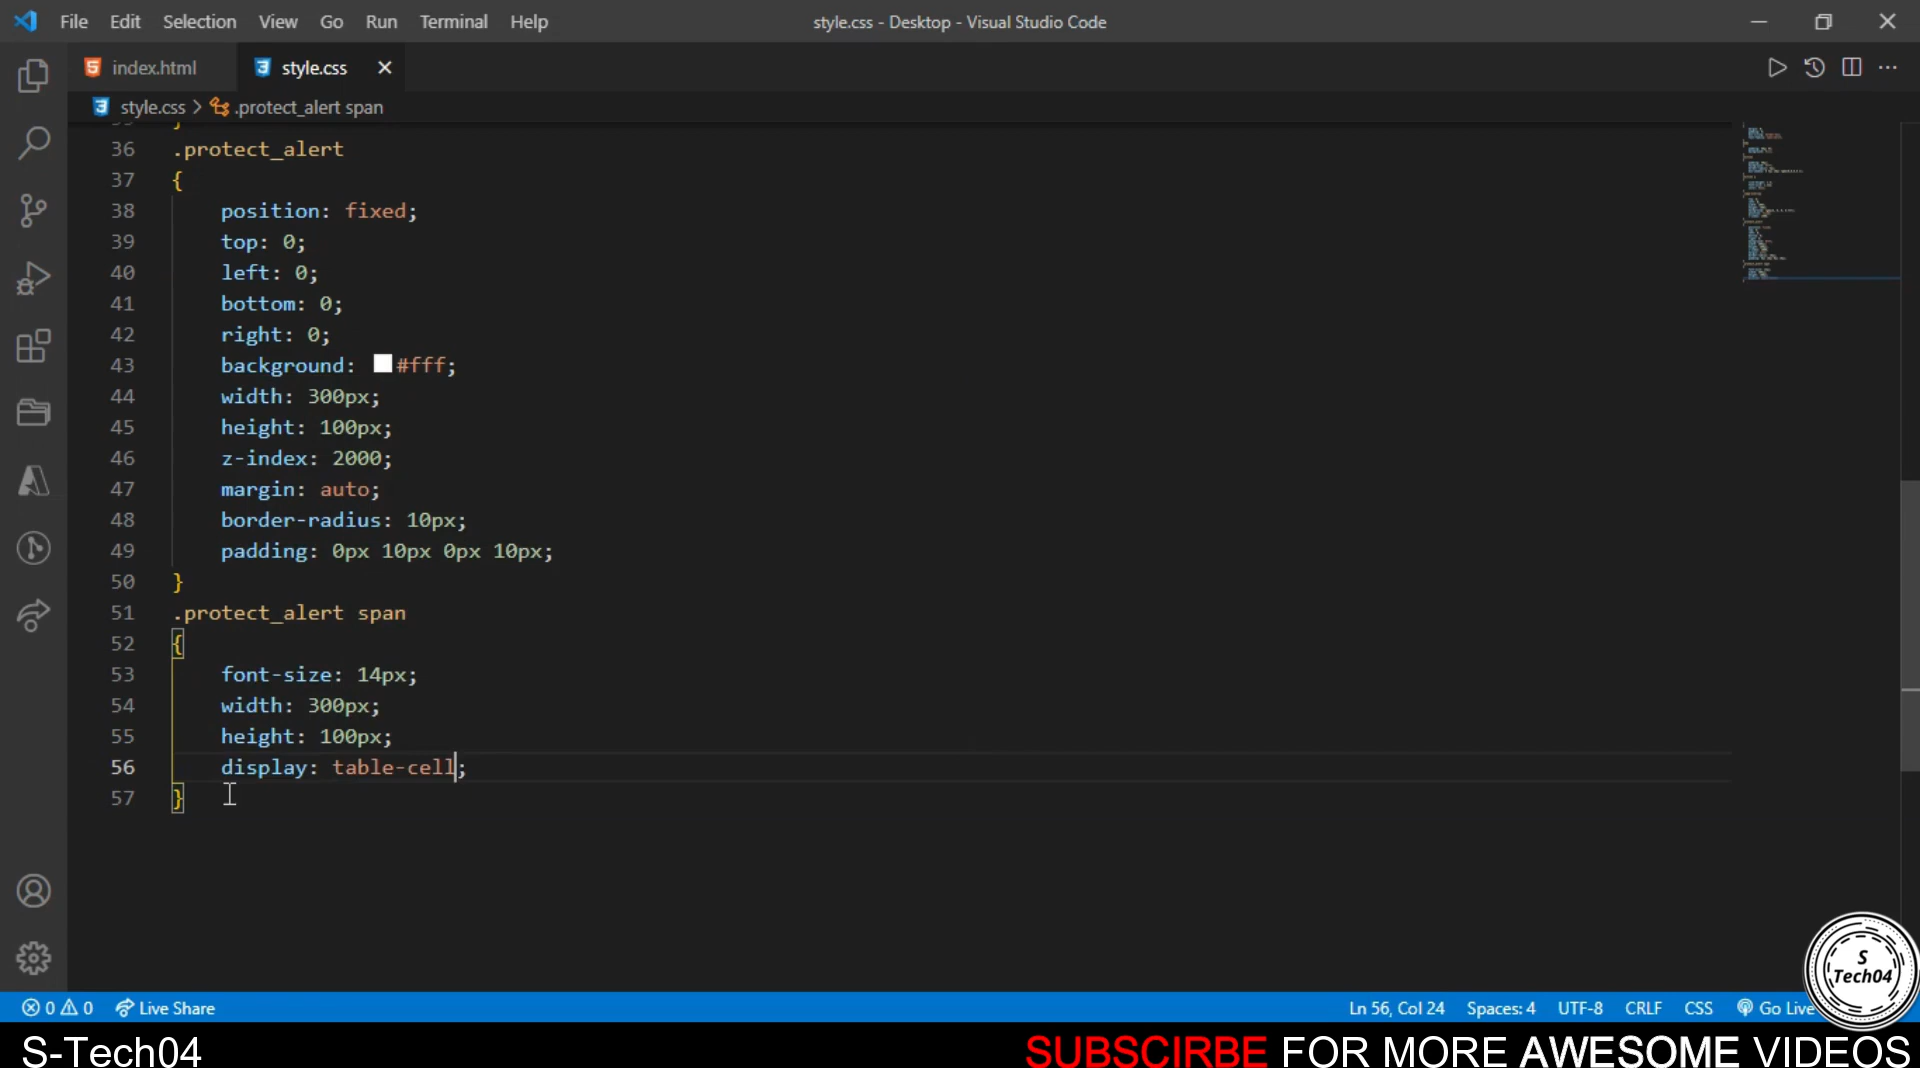 File Edit Selection View Go Run Terminal Help style.css - Desktop - Visual Studio Code
index.html style.css
style.css > .protect_alert span
36 .protect_alert
37 {
38 position: fixed;
39 top: 0;
40 left: 0;
41 bottom: 0;
42 right: 0;
43 background: #fff;
44 width: 300px;
45 height: 100px;
46 z-index: 2000;
47 margin: auto;
48 border-radius: 10px;
49 padding: 0px 10px 0px 10px;
50 }
51 .protect_alert span
52 {
53 font-size: 14px;
54 width: 300px;
55 height: 100px;
56 display: table-cell;
57 }
S
Tech04
0 0 Live Share Ln 56, Col 24 Spaces: 4 UTF-8 CRLF CSS Go Live
S-Tech04 SUBSCIRBE FOR MORE AWESOME VIDEOS